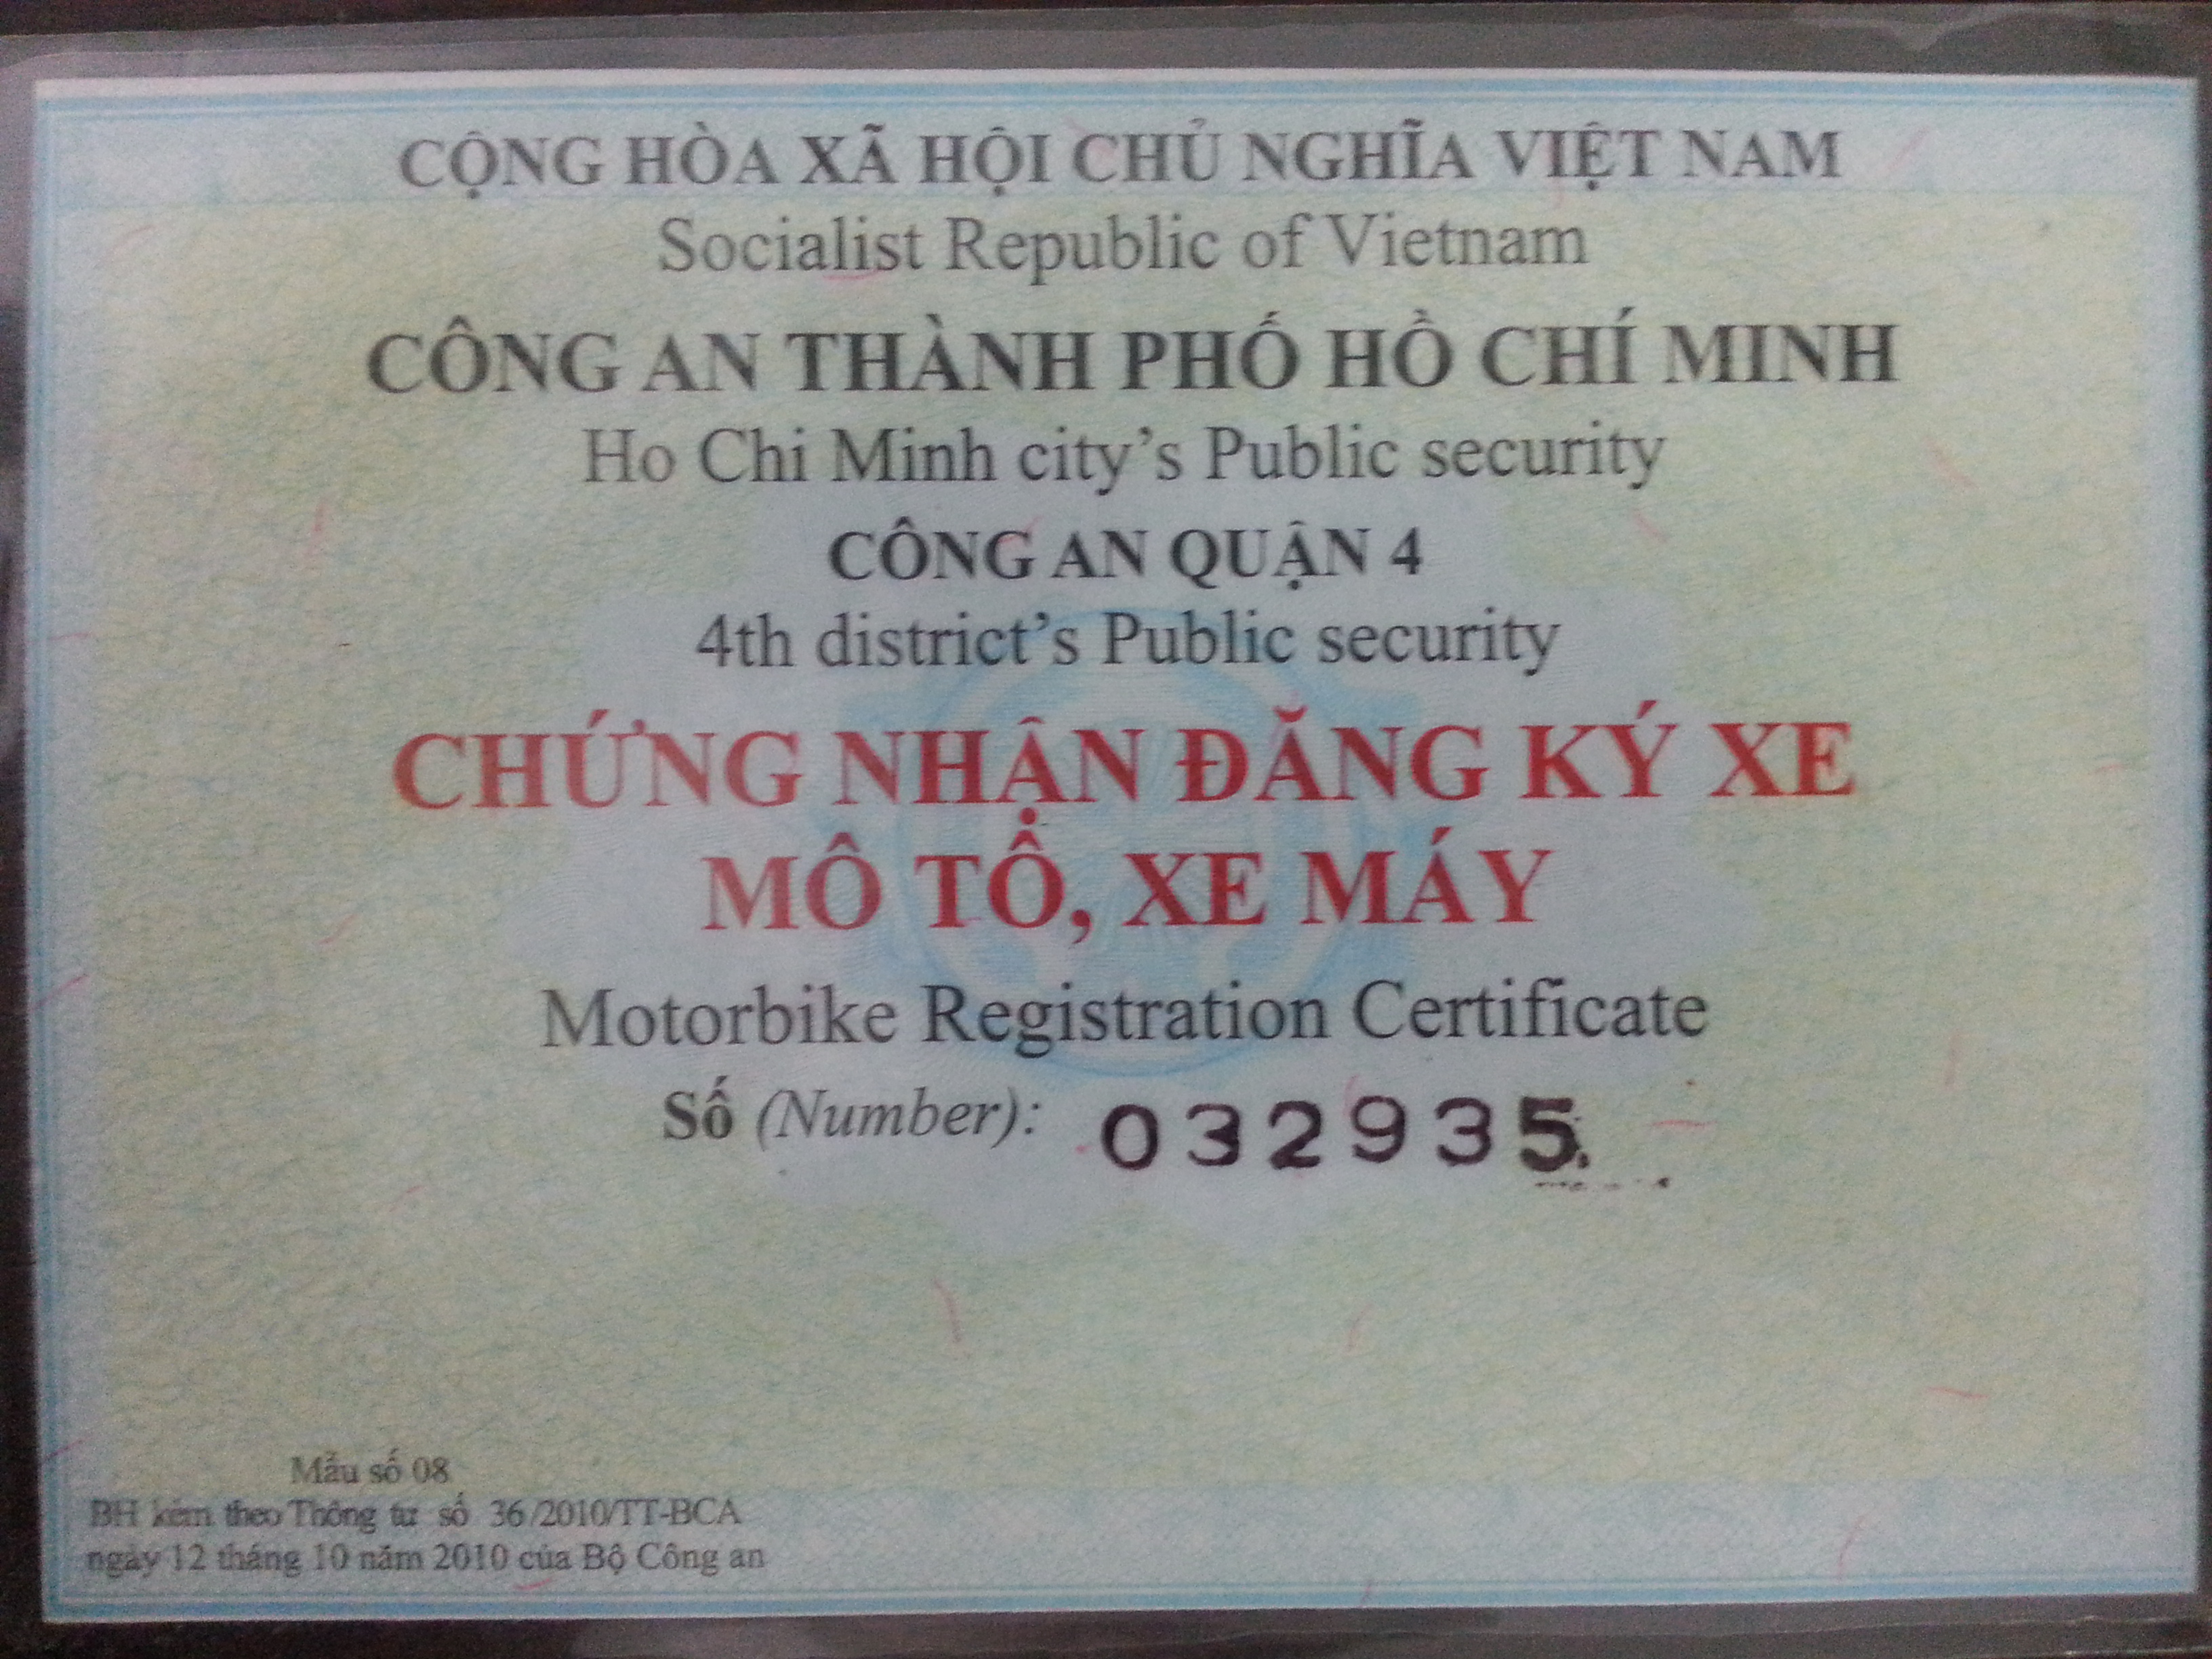 CỘNG HÒA XÃ HỘI CHỦ NGHĨA VIỆT NAM
Socialist Republic of Vietnam
CÔNG AN THÀNH PHỐ HỒ CHÍ MINH
Ho Chi Minh city's Public security
CÔNG AN QUẬN 4
4th district's Public security
CHỨNG NHẬN ĐĂNG KÝ XE
MÔ TÔ, XE MÁY
Motorbike Registration Certificate
Số (Number): 032935
Mẫu số 08
BH kèm theo Thông tư số 36/2010/TT-BCA
ngày 12 tháng 10 năm 2010 của Bộ Công an